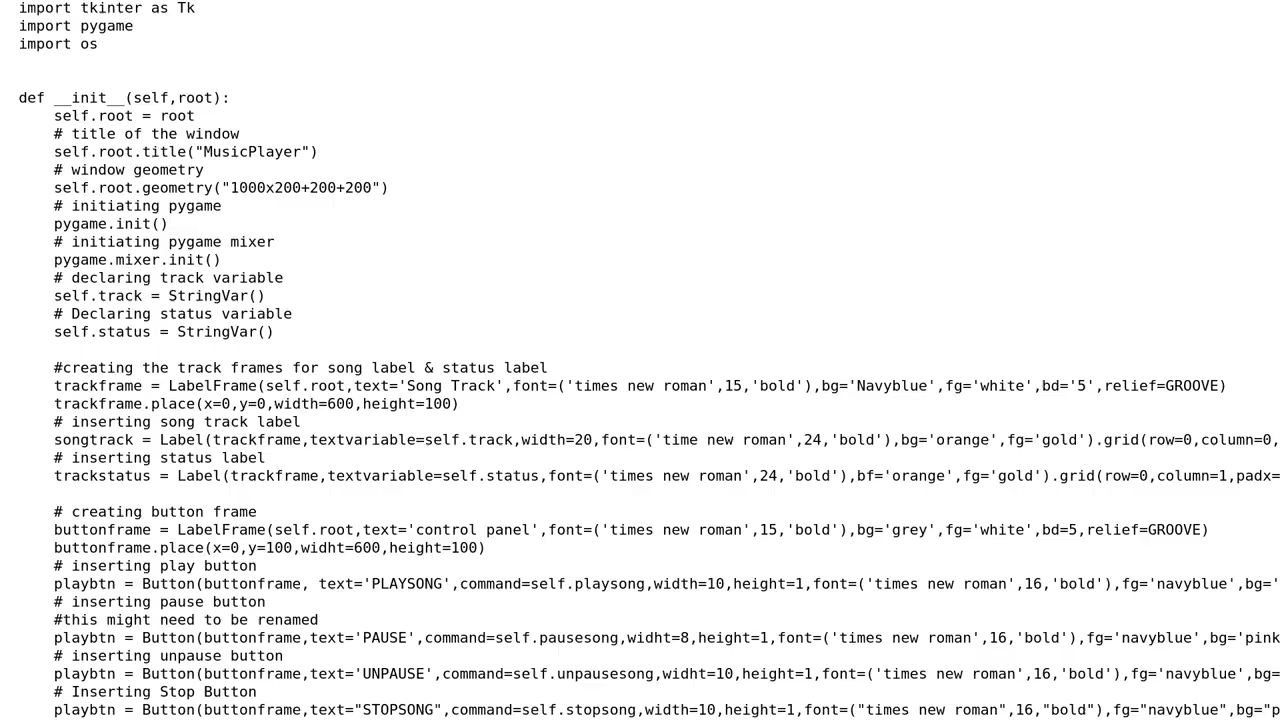 import tkinter as Tk
import pygame
import os
def __init__(self,root):
    self.root = root
    # title of the window
    self.root.title("MusicPlayer")
    # window geometry
    self.root.geometry("1000x200+200+200")
    # initiating pygame
    pygame.init()
    # initiating pygame mixer
    pygame.mixer.init()
    # declaring track variable
    self.track = StringVar()
    # Declaring status variable
    self.status = StringVar()
    #creating the track frames for song label & status label
    trackframe = LabelFrame(self.root,text='Song Track',font=('times new roman',15,'bold'),bg='Navyblue',fg='white',bd='5',relief=GROOVE)
    trackframe.place(x=0,y=0,width=600,height=100)
    # inserting song track label
    songtrack = Label(trackframe,textvariable=self.track,width=20,font=('time new roman',24,'bold'),bg='orange',fg='gold').grid(row=0,column=0,
    # inserting status label
    trackstatus = Label(trackframe,textvariable=self.status,font=('times new roman',24,'bold'),bf='orange',fg='gold').grid(row=0,column=1,padx=
    # creating button frame
    buttonframe = LabelFrame(self.root,text='control panel',font=('times new roman',15,'bold'),bg='grey',fg='white',bd=5,relief=GROOVE)
    buttonframe.place(x=0,y=100,widht=600,height=100)
    # inserting play button
    playbtn = Button(buttonframe, text='PLAYSONG',command=self.playsong,width=10,height=1,font=('times new roman',16,'bold'),fg='navyblue',bg='
    # inserting pause button
    #this might need to be renamed
    playbtn = Button(buttonframe,text='PAUSE',command=self.pausesong,widht=8,height=1,font=('times new roman',16,'bold'),fg='navyblue',bg='pink
    # inserting unpause button
    playbtn = Button(buttonframe,text='UNPAUSE',command=self.unpausesong,widht=10,height=1,font=('times new roman',16,'bold'),fg='navyblue',bg=
    # Inserting Stop Button
    playbtn = Button(buttonframe,text="STOPSONG",command=self.stopsong,width=10,height=1,font=("times new roman",16,"bold"),fg="navyblue",bg="p